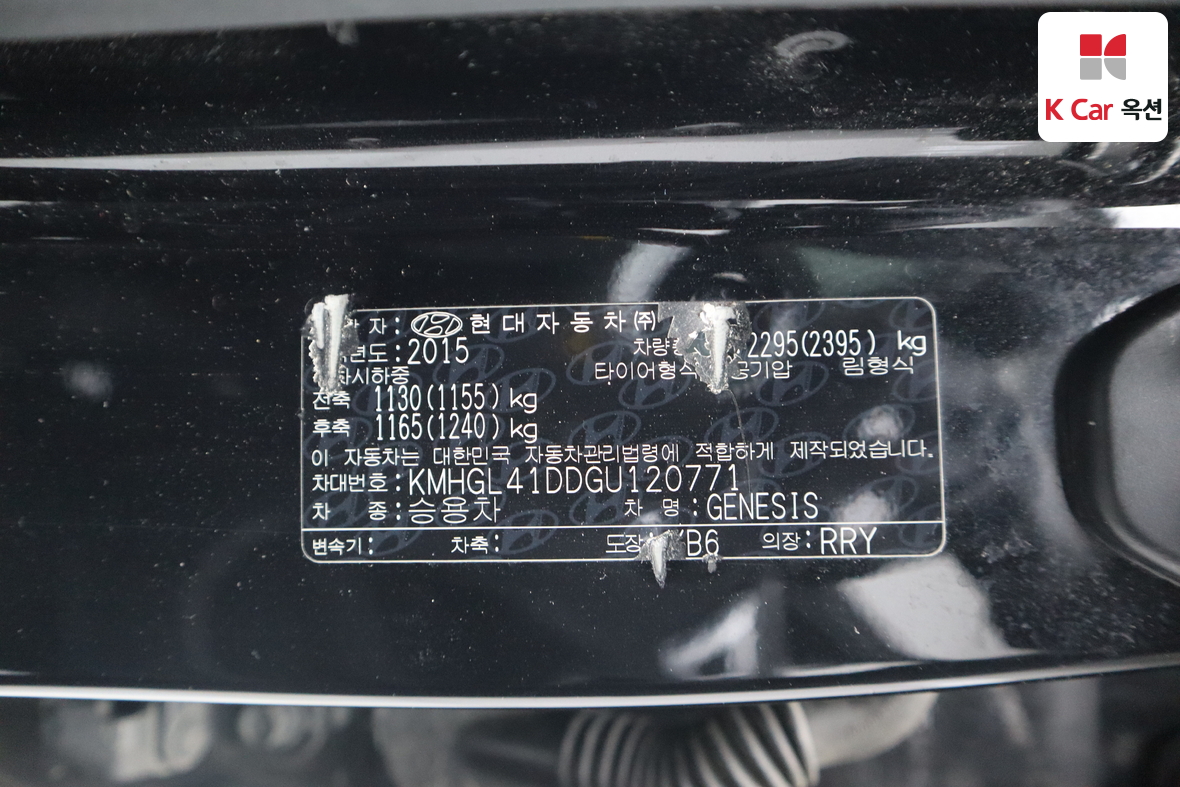 K Car 옥션
자 : 현대자동차㈜
년도 : 2015 차량 2295(2395) kg
차시하중 타이어형식 공기압 림형식
전축 1130(1155) kg
후축 1165(1240) kg
이 자동차는 대한민국 자동차관리법령에 적합하게 제작되었습니다.
차대번호 : KMHGL41DDGU120771
차 종 : 승용차 차 명 : GENESIS
변속기 : 차축 : 도장 B6 의장 : RRY